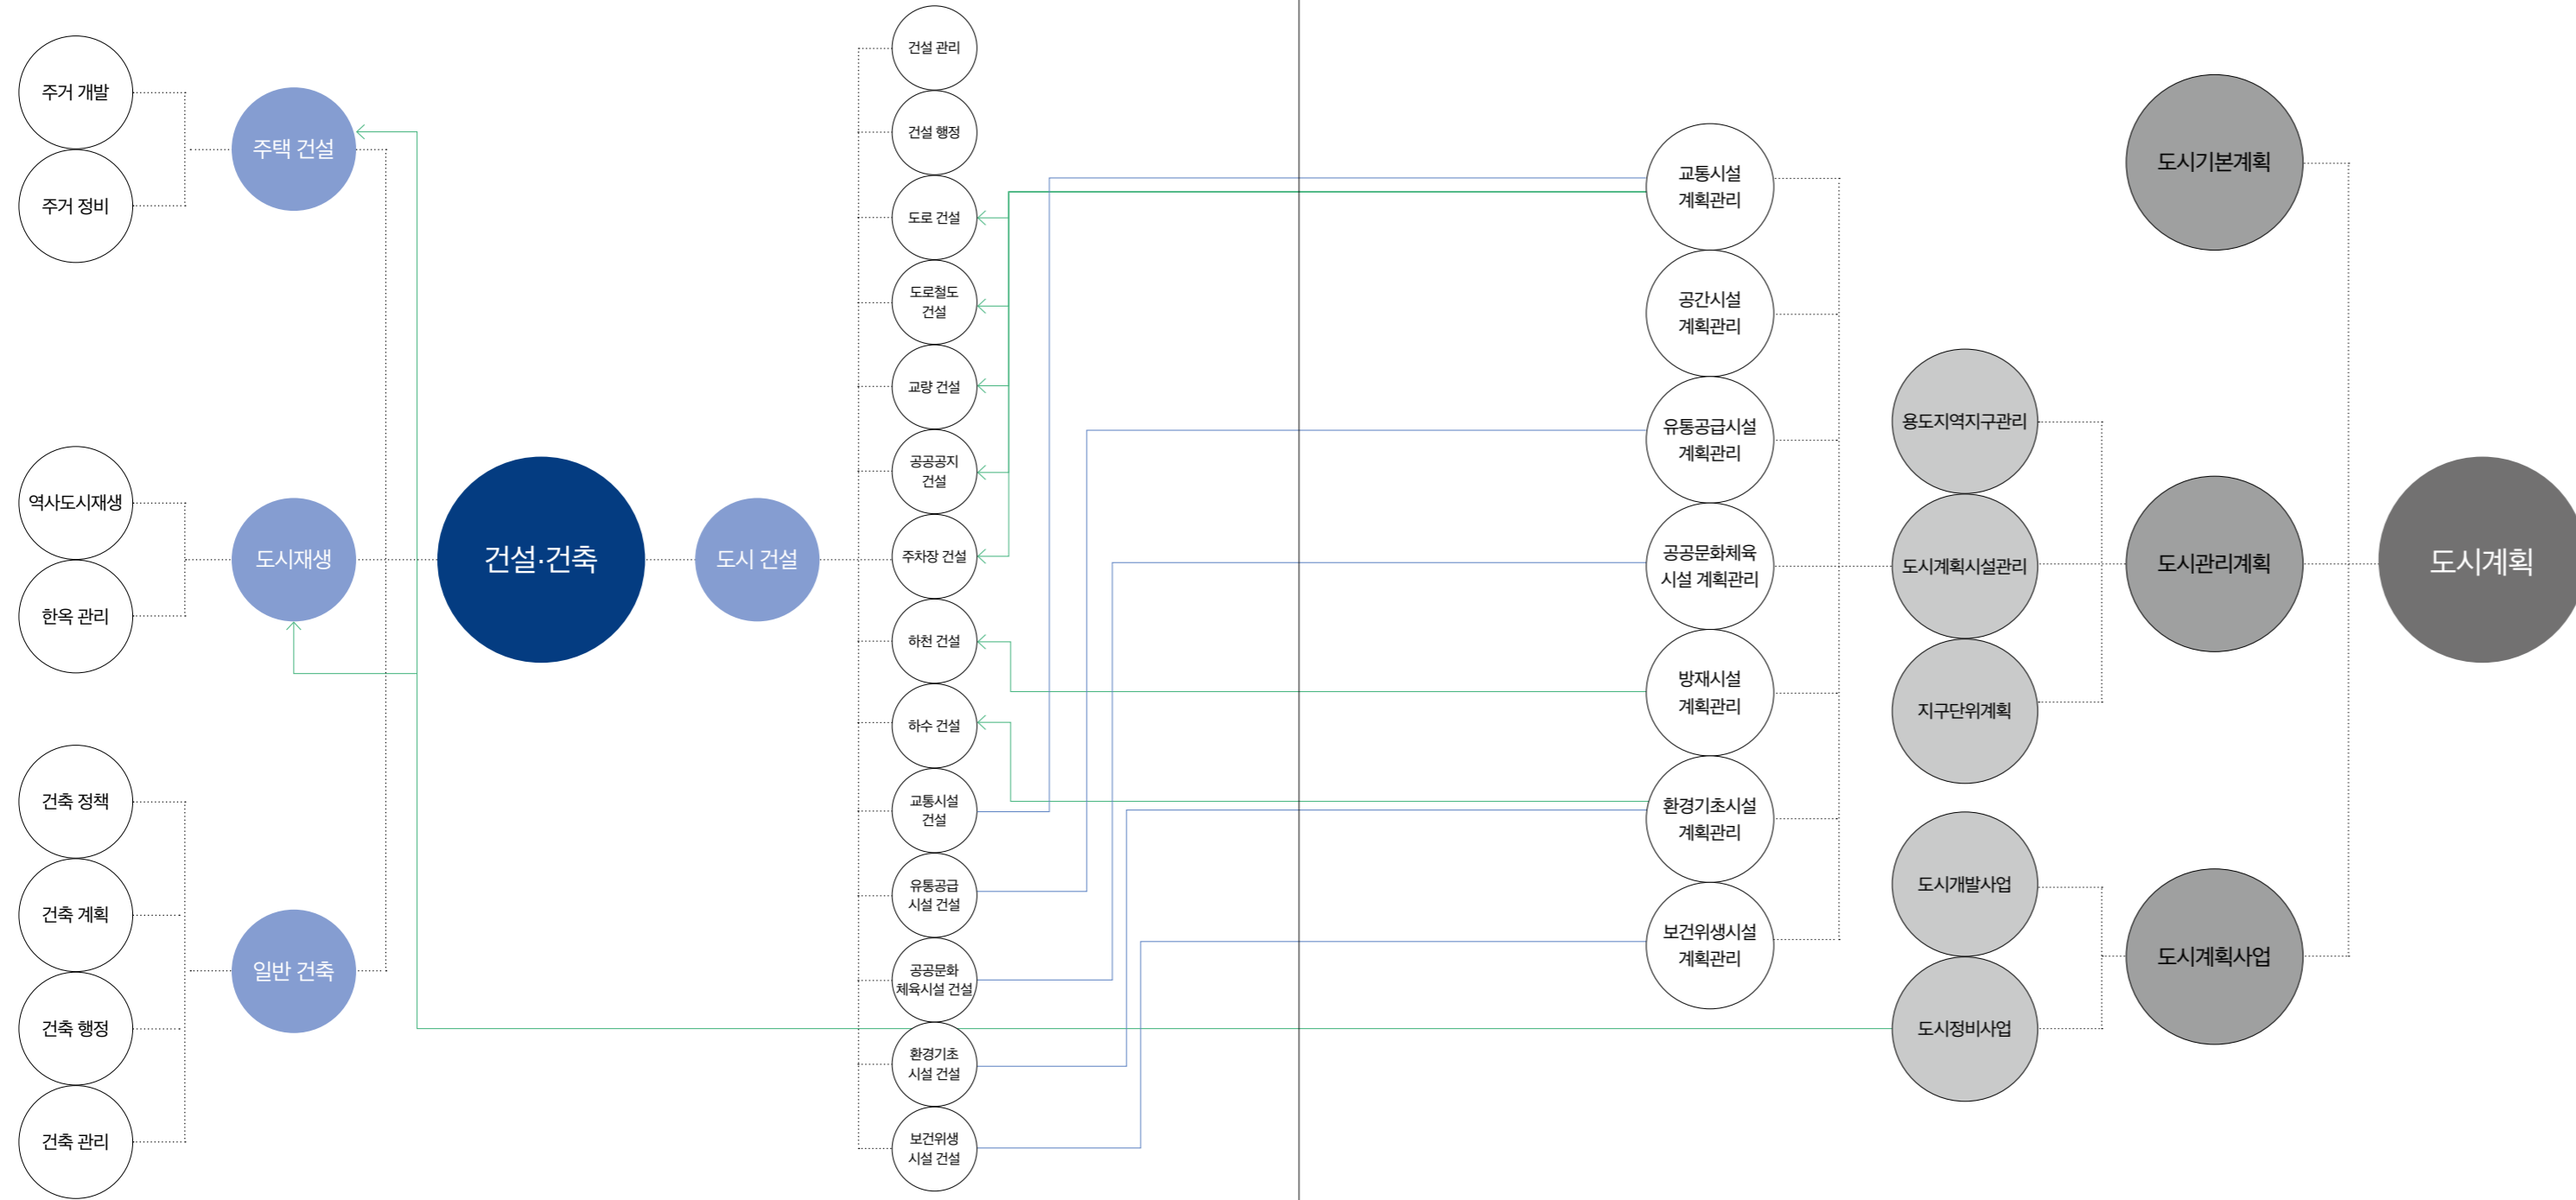 주거 개발
주거 정비
주택 건설
역사도시재생
한옥 관리
도시재생
건축 정책
건축 계획
건축 행정
건축 관리
일반 건축
건설·건축
도시 건설
건설 관리
건설 행정
도로 건설
도로철도
건설
교량 건설
공공공지
건설
주차장 건설
하천 건설
하수 건설
교통시설
건설
유통공급
시설 건설
공공문화
체육시설 건설
환경기초
시설 건설
보건위생
시설 건설
교통시설
계획관리
공간시설
계획관리
유통공급시설
계획관리
공공문화체육
시설 계획관리
방재시설
계획관리
환경기초시설
계획관리
보건위생시설
계획관리
용도지역지구관리
도시계획시설관리
지구단위계획
도시개발사업
도시정비사업
도시기본계획
도시관리계획
도시계획사업
도시계획